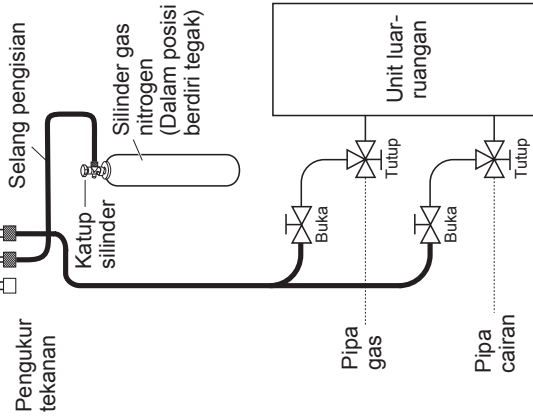 Selang pengisian
Silinder gas
nitrogen
(Dalam posisi
berdiri tegak)
Katup
silinder
Pengukur
tekanan
Unit luar-
ruangan
Buka
Tutup
Buka
Tutup
Pipa
gas
Pipa
cairan